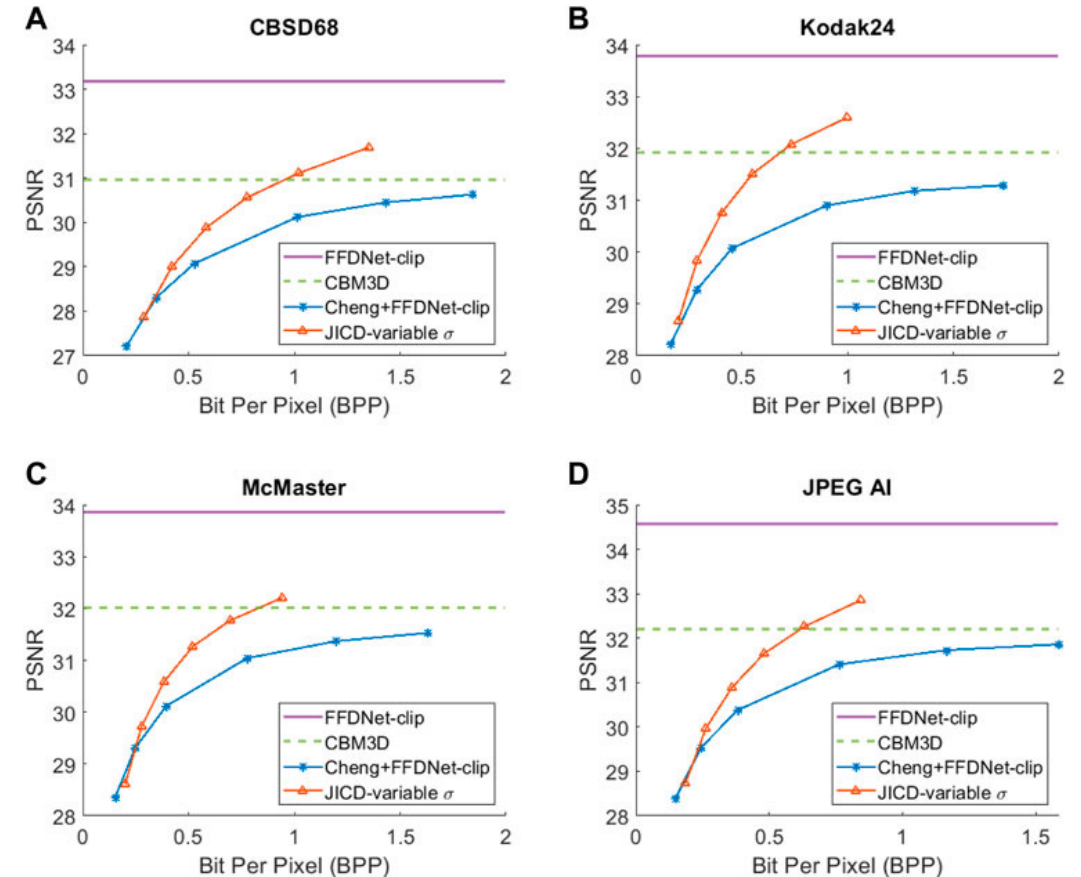 A
CBSD68
34
33
32
31
30
29
28
27
PSNR
0
0.5
1
1.5
2
Bit Per Pixel (BPP)
FFDNet-clip
CBM3D
Cheng+FFDNet-clip
JICD-variable σ
B
Kodak24
34
33
32
31
30
29
28
PSNR
0
0.5
1
1.5
2
Bit Per Pixel (BPP)
FFDNet-clip
CBM3D
Cheng+FFDNet-clip
JICD-variable σ
C
McMaster
34
33
32
31
30
29
28
PSNR
0
0.5
1
1.5
2
Bit Per Pixel (BPP)
FFDNet-clip
CBM3D
Cheng+FFDNet-clip
JICD-variable σ
D
JPEG AI
35
34
33
32
31
30
29
28
PSNR
0
0.5
1
1.5
Bit Per Pixel (BPP)
FFDNet-clip
CBM3D
Cheng+FFDNet-clip
JICD-variable σ